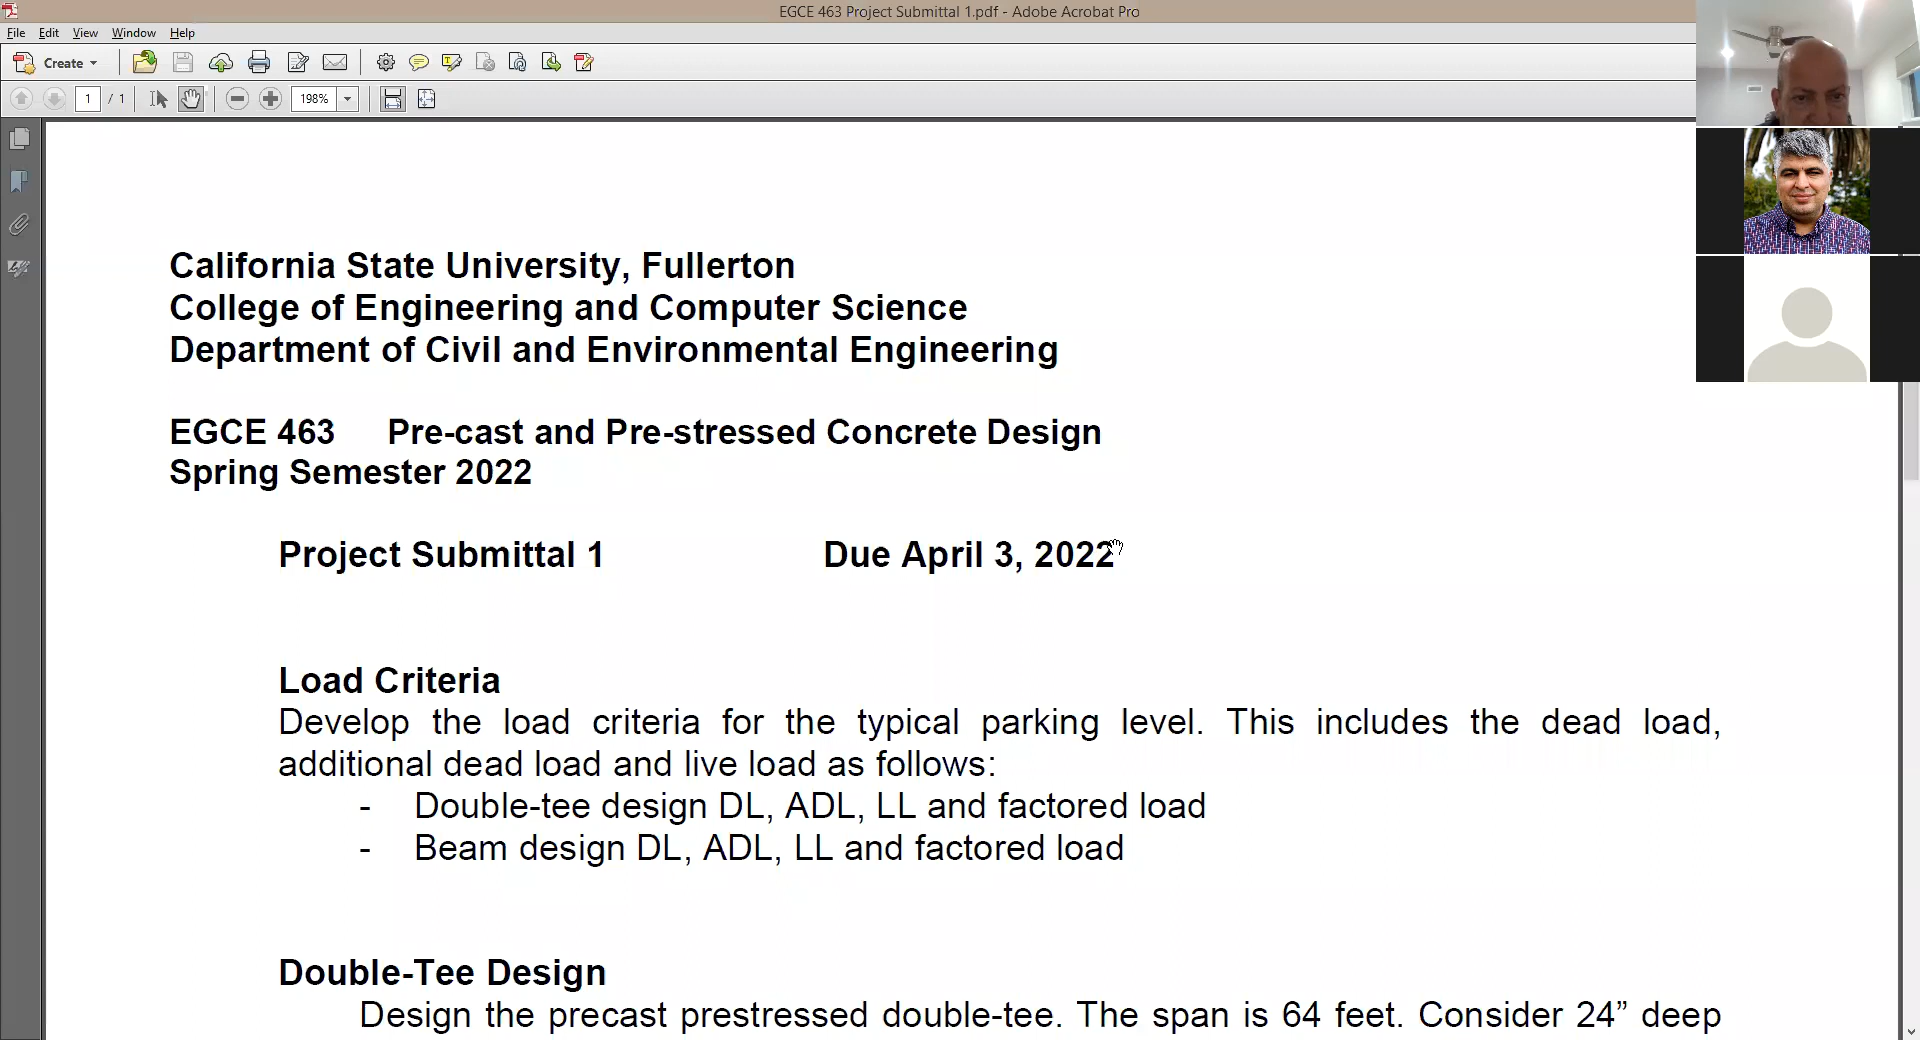 EGCE 463 Project Submittal 1.pdf - Adobe Acrobat Pro
File Edit View Window Help
Create
1 / 1 198%
California State University, Fullerton
College of Engineering and Computer Science
Department of Civil and Environmental Engineering
EGCE 463 Pre-cast and Pre-stressed Concrete Design
Spring Semester 2022
Project Submittal 1 Due April 3, 2022
Load Criteria
Develop the load criteria for the typical parking level. This includes the dead load,
additional dead load and live load as follows:
- Double-tee design DL, ADL, LL and factored load
- Beam design DL, ADL, LL and factored load
Double-Tee Design
Design the precast prestressed double-tee. The span is 64 feet. Consider 24” deep